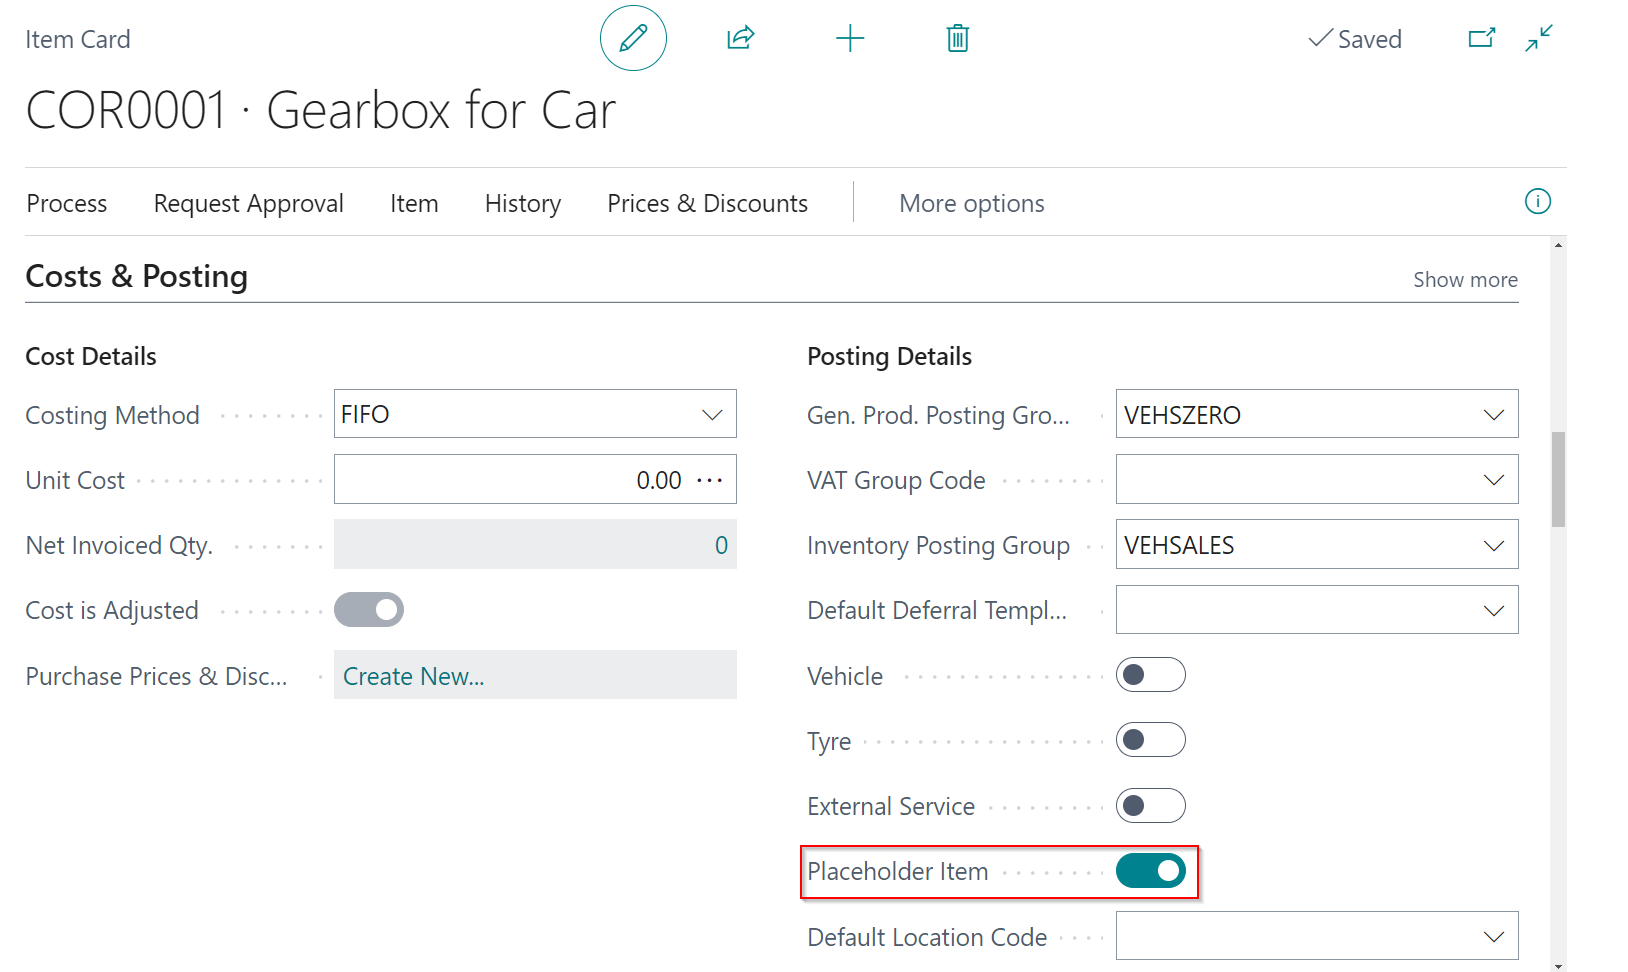 Item Card
Saved
COR0001 · Gearbox for Car
Process Request Approval Item History Prices & Discounts More options
Costs & Posting
Show more
Cost Details
Costing Method FIFO
Unit Cost 0.00
Net Invoiced Qty. 0
Cost is Adjusted
Purchase Prices & Disc... Create New...
Posting Details
Gen. Prod. Posting Gro... VEHSZERO
VAT Group Code
Inventory Posting Group VEHSALES
Default Deferral Templ...
Vehicle
Tyre
External Service
Placeholder Item
Default Location Code